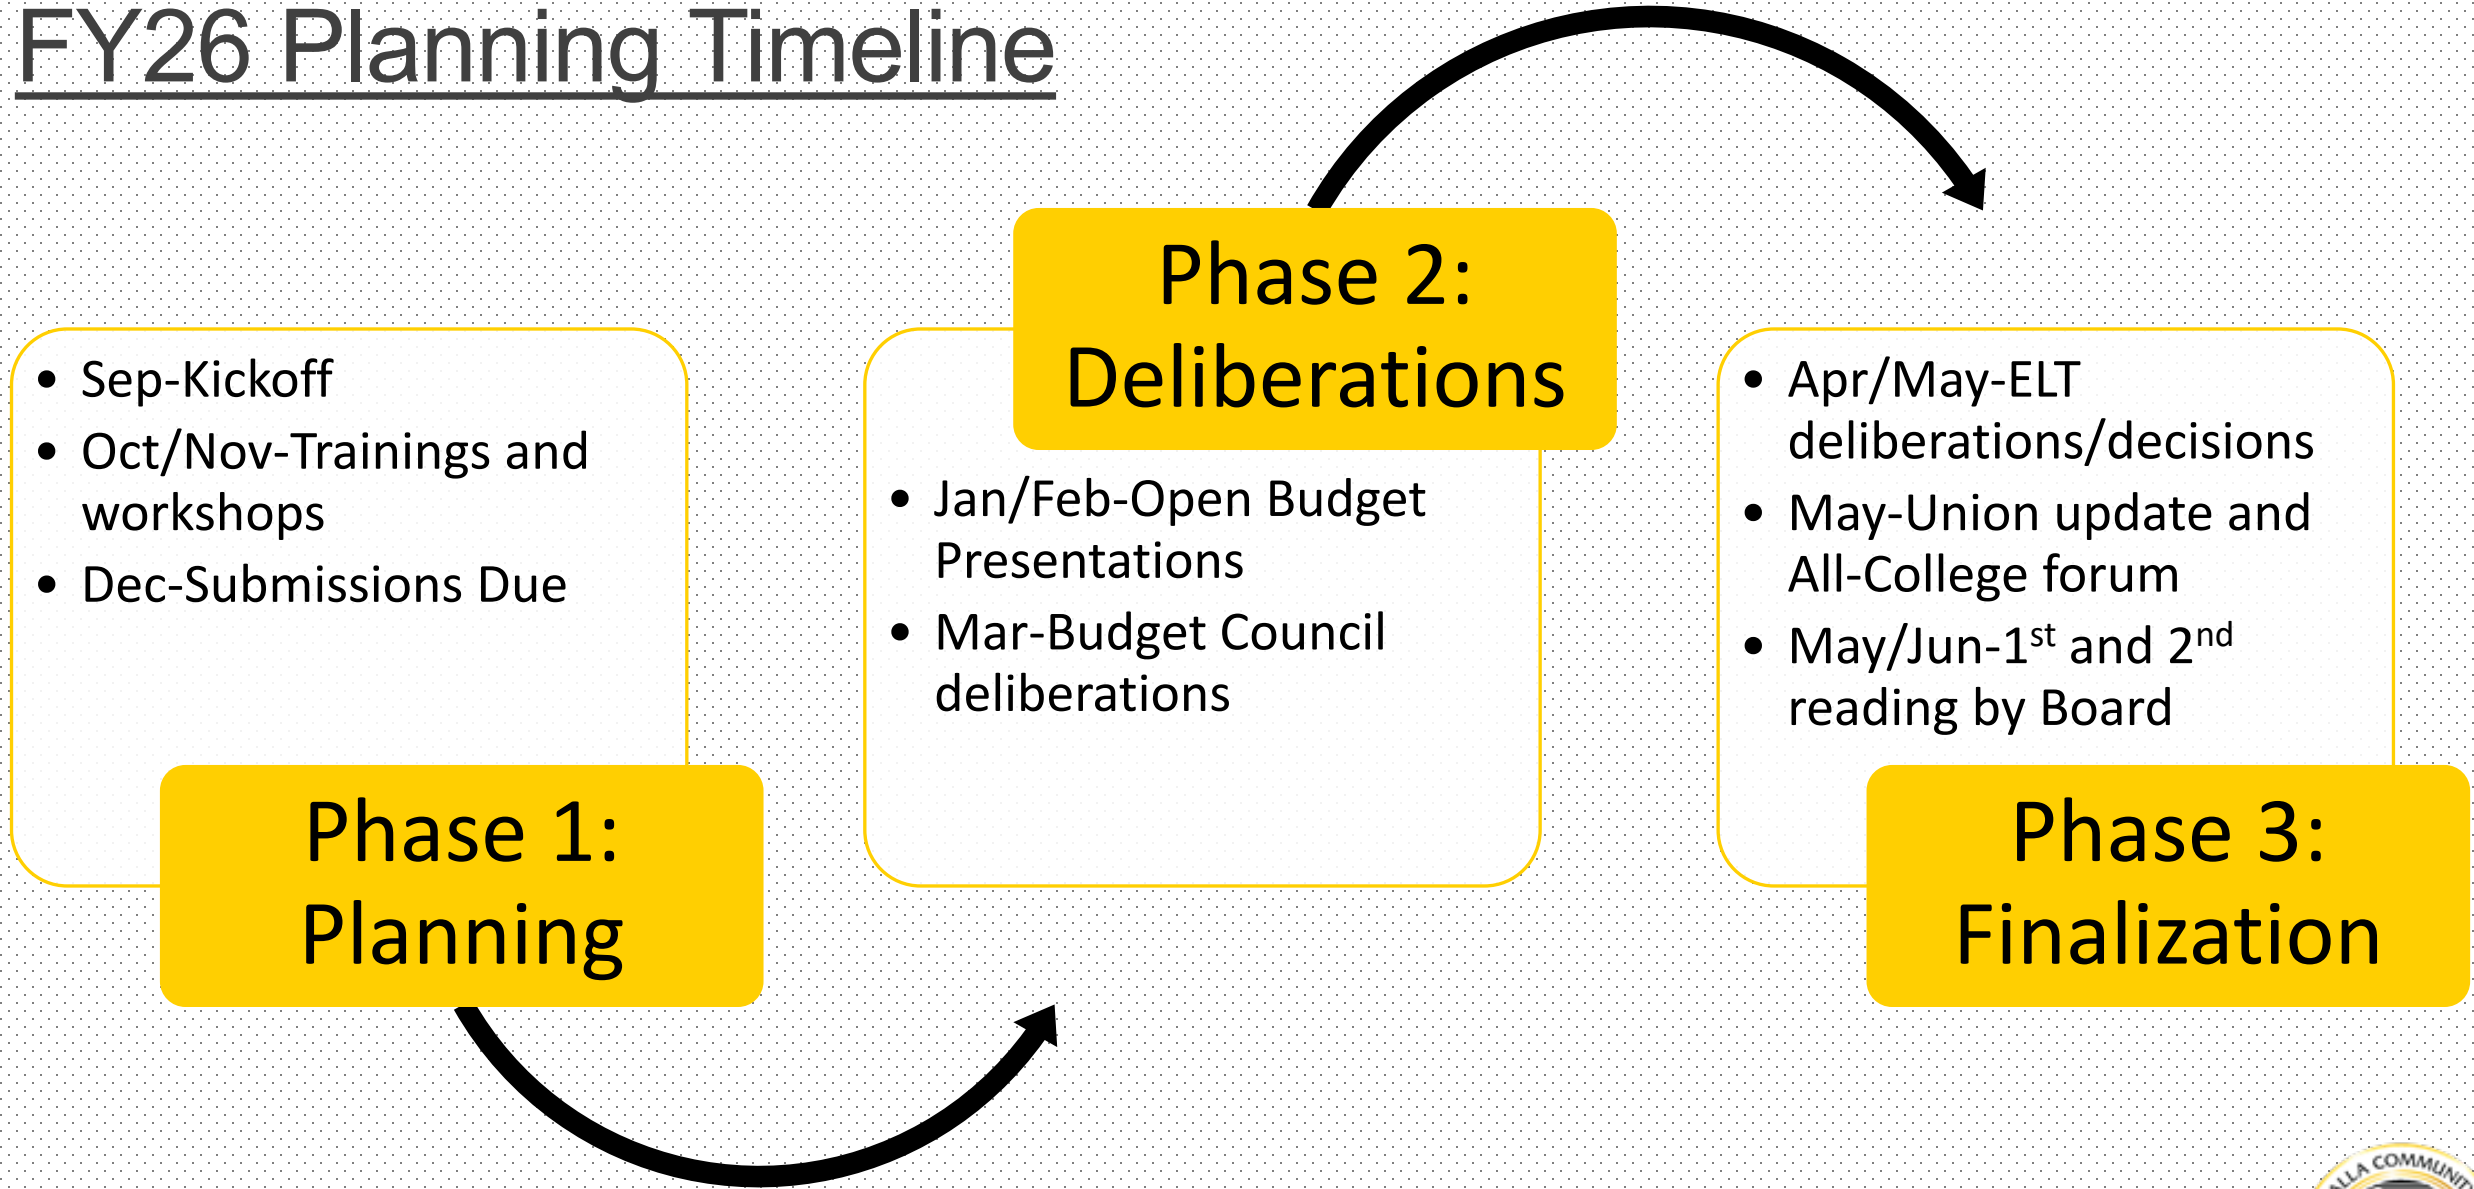 FY26 Planning Timeline
• Sep-Kickoff
• Oct/Nov-Trainings and
workshops
• Dec-Submissions Due
Phase 1:
Planning
Phase 2:
Deliberations
• Jan/Feb-Open Budget
Presentations
• Mar-Budget Council
deliberations
• Apr/May-ELT
deliberations/decisions
• May-Union update and
All-College forum
• May/Jun-1st and 2nd
reading by Board
Phase 3:
Finalization